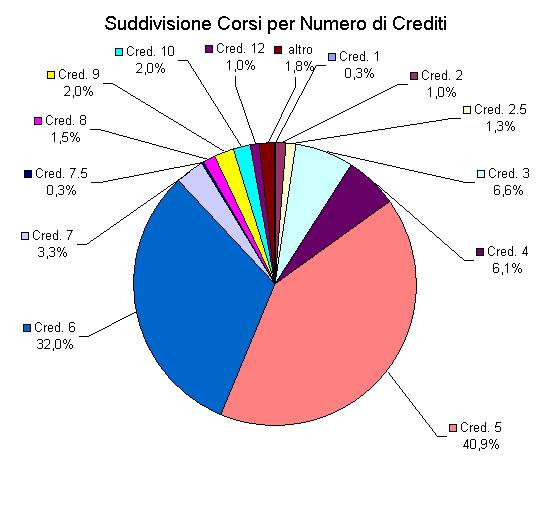 Suddivisione Corsi per Numero di Crediti
Cred. 1
0,3%
Cred. 2
1,0%
Cred. 2.5
1,3%
Cred. 3
6,6%
Cred. 4
6,1%
Cred. 5
40,9%
Cred. 6
32,0%
Cred. 7
3,3%
Cred. 7.5
0,3%
Cred. 8
1,5%
Cred. 9
2,0%
Cred. 10
2,0%
Cred. 12
1,0%
altro
1,8%